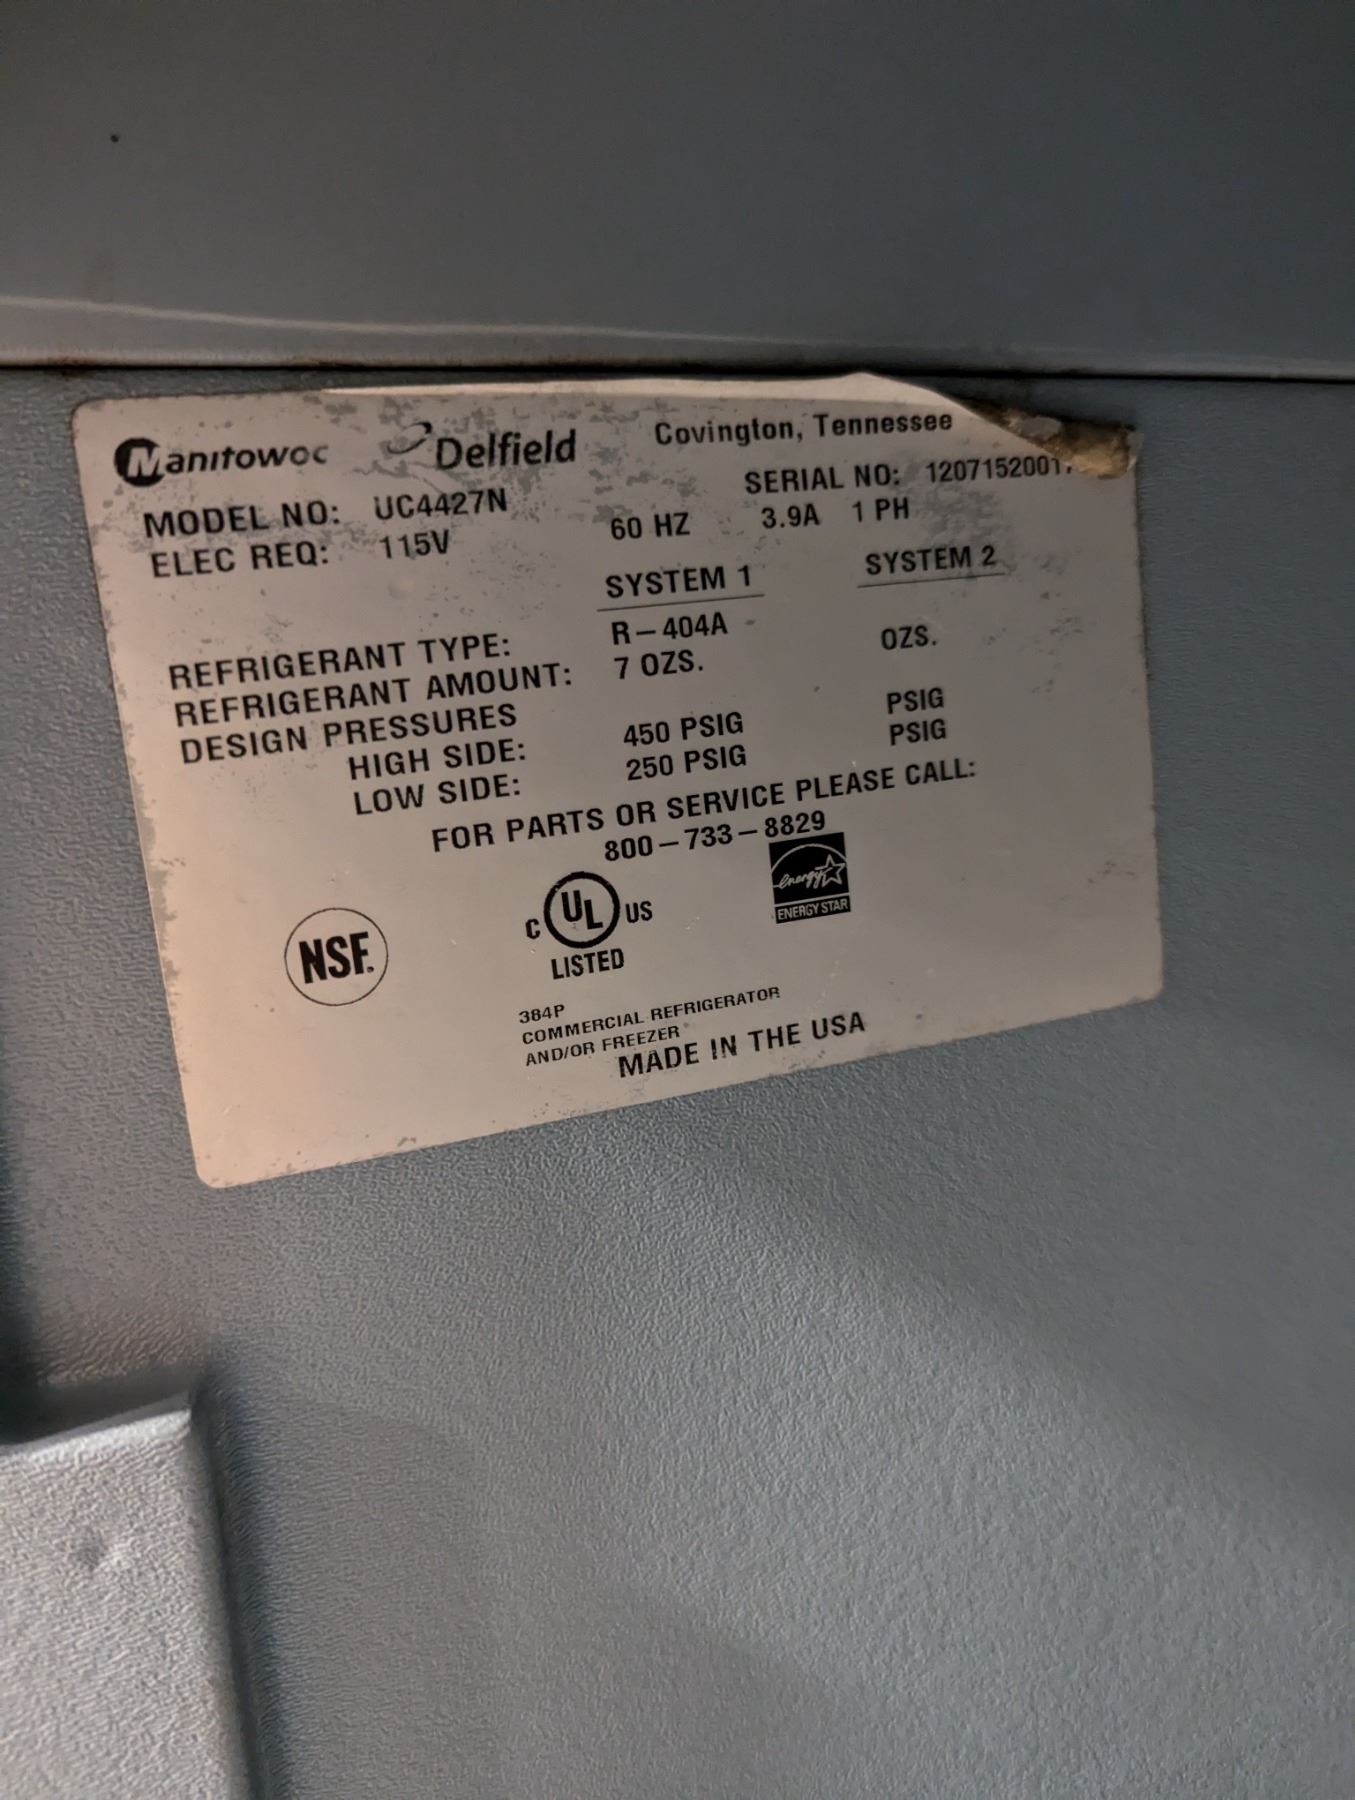 Manitowoc Delfield Covington, Tennessee
MODEL NO: UC4427N SERIAL NO:
ELEC REQ: 115V 60 HZ 3.9A 1 PH
SYSTEM 1 SYSTEM 2
REFRIGERANT TYPE: R-404A
REFRIGERANT AMOUNT: 7 OZS. OZS.
DESIGN PRESSURES
HIGH SIDE: 450 PSIG PSIG
LOW SIDE: 250 PSIG PSIG
FOR PARTS OR SERVICE PLEASE CALL:
800-733-8829
NSF.
C UL US
LISTED
energy
ENERGY STAR
384P
COMMERCIAL REFRIGERATOR
AND/OR FREEZER
MADE IN THE USA